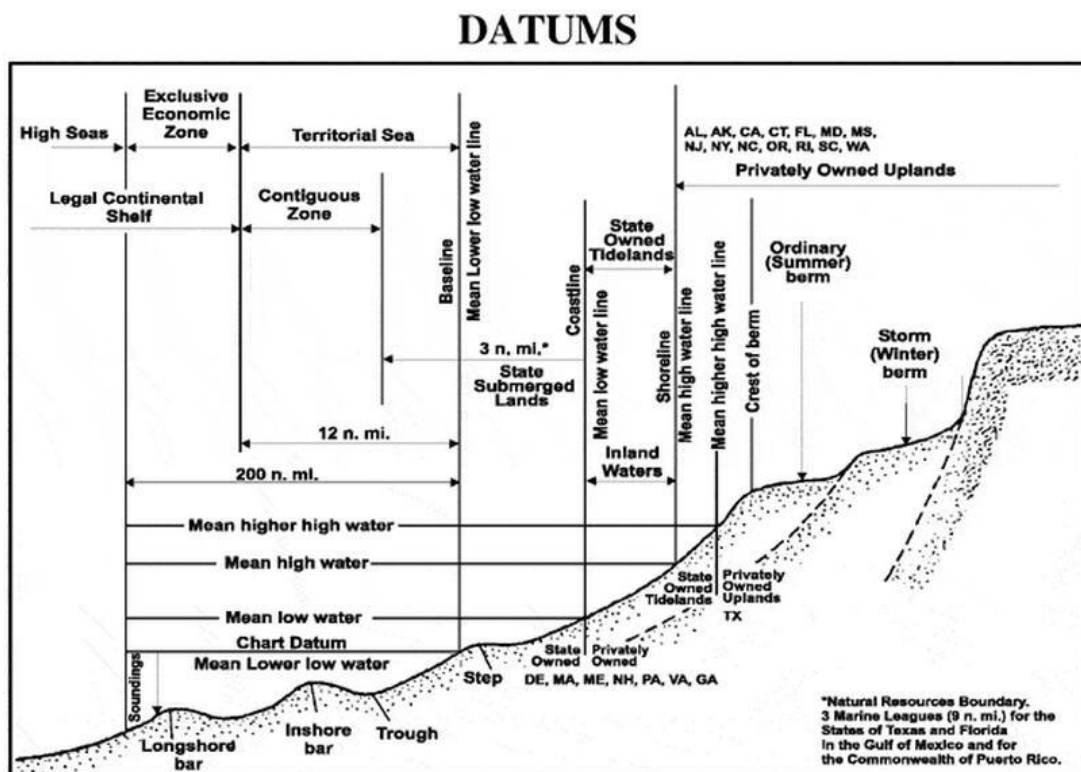 DATUMS
High Seas
Exclusive
Economic
Zone
Territorial Sea
Legal Continental
Shelf
Contiguous
Zone
Baseline
Mean Lower low water line
AL, AK, CA, CT, FL, MD, MS,
NJ, NY, NC, OR, RI, SC, WA
Privately Owned Uplands
State
Owned
Tidelands
Coastline
Mean low water line
Shoreline
Mean high water line
Mean higher high water line
Crest of berm
Ordinary
(Summer)
berm
Storm
(Winter)
berm
3 n. mi.*
State
Submerged
Lands
12 n. mi.
200 n. ml.
Inland
Waters
Mean higher high water
Mean high water
Mean low water
Chart Datum
Mean Lower low water
Soundings
State
Owned
Tidelands
Privately
Owned
Uplands
TX
State
Owned
Privately
Owned
DE, MA, ME, NH, PA, VA, GA
Step
Trough
Inshore
bar
Longshore
bar
*Natural Resources Boundary.
3 Marine Leagues (9 n. mi.) for the
States of Texas and Florida
In the Gulf of Mexico and for
the Commonwealth of Puerto Rico.